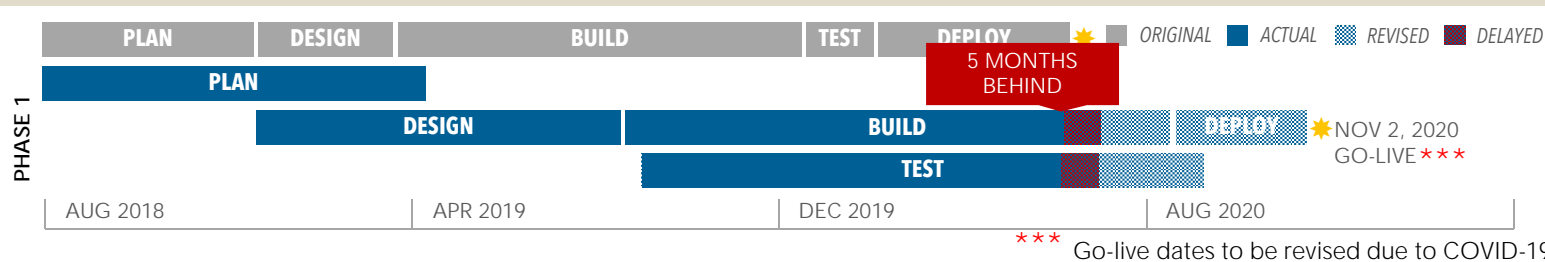 PLAN DESIGN BUILD TEST DEPLOY ORIGINAL ACTUAL REVISED DELAYED
5 MONTHS
BEHIND
PLAN
PHASE 1
DESIGN BUILD DEPLOY NOV 2, 2020
GO-LIVE***
TEST
AUG 2018 APR 2019 DEC 2019 AUG 2020
*** Go-live dates to be revised due to COVID-19